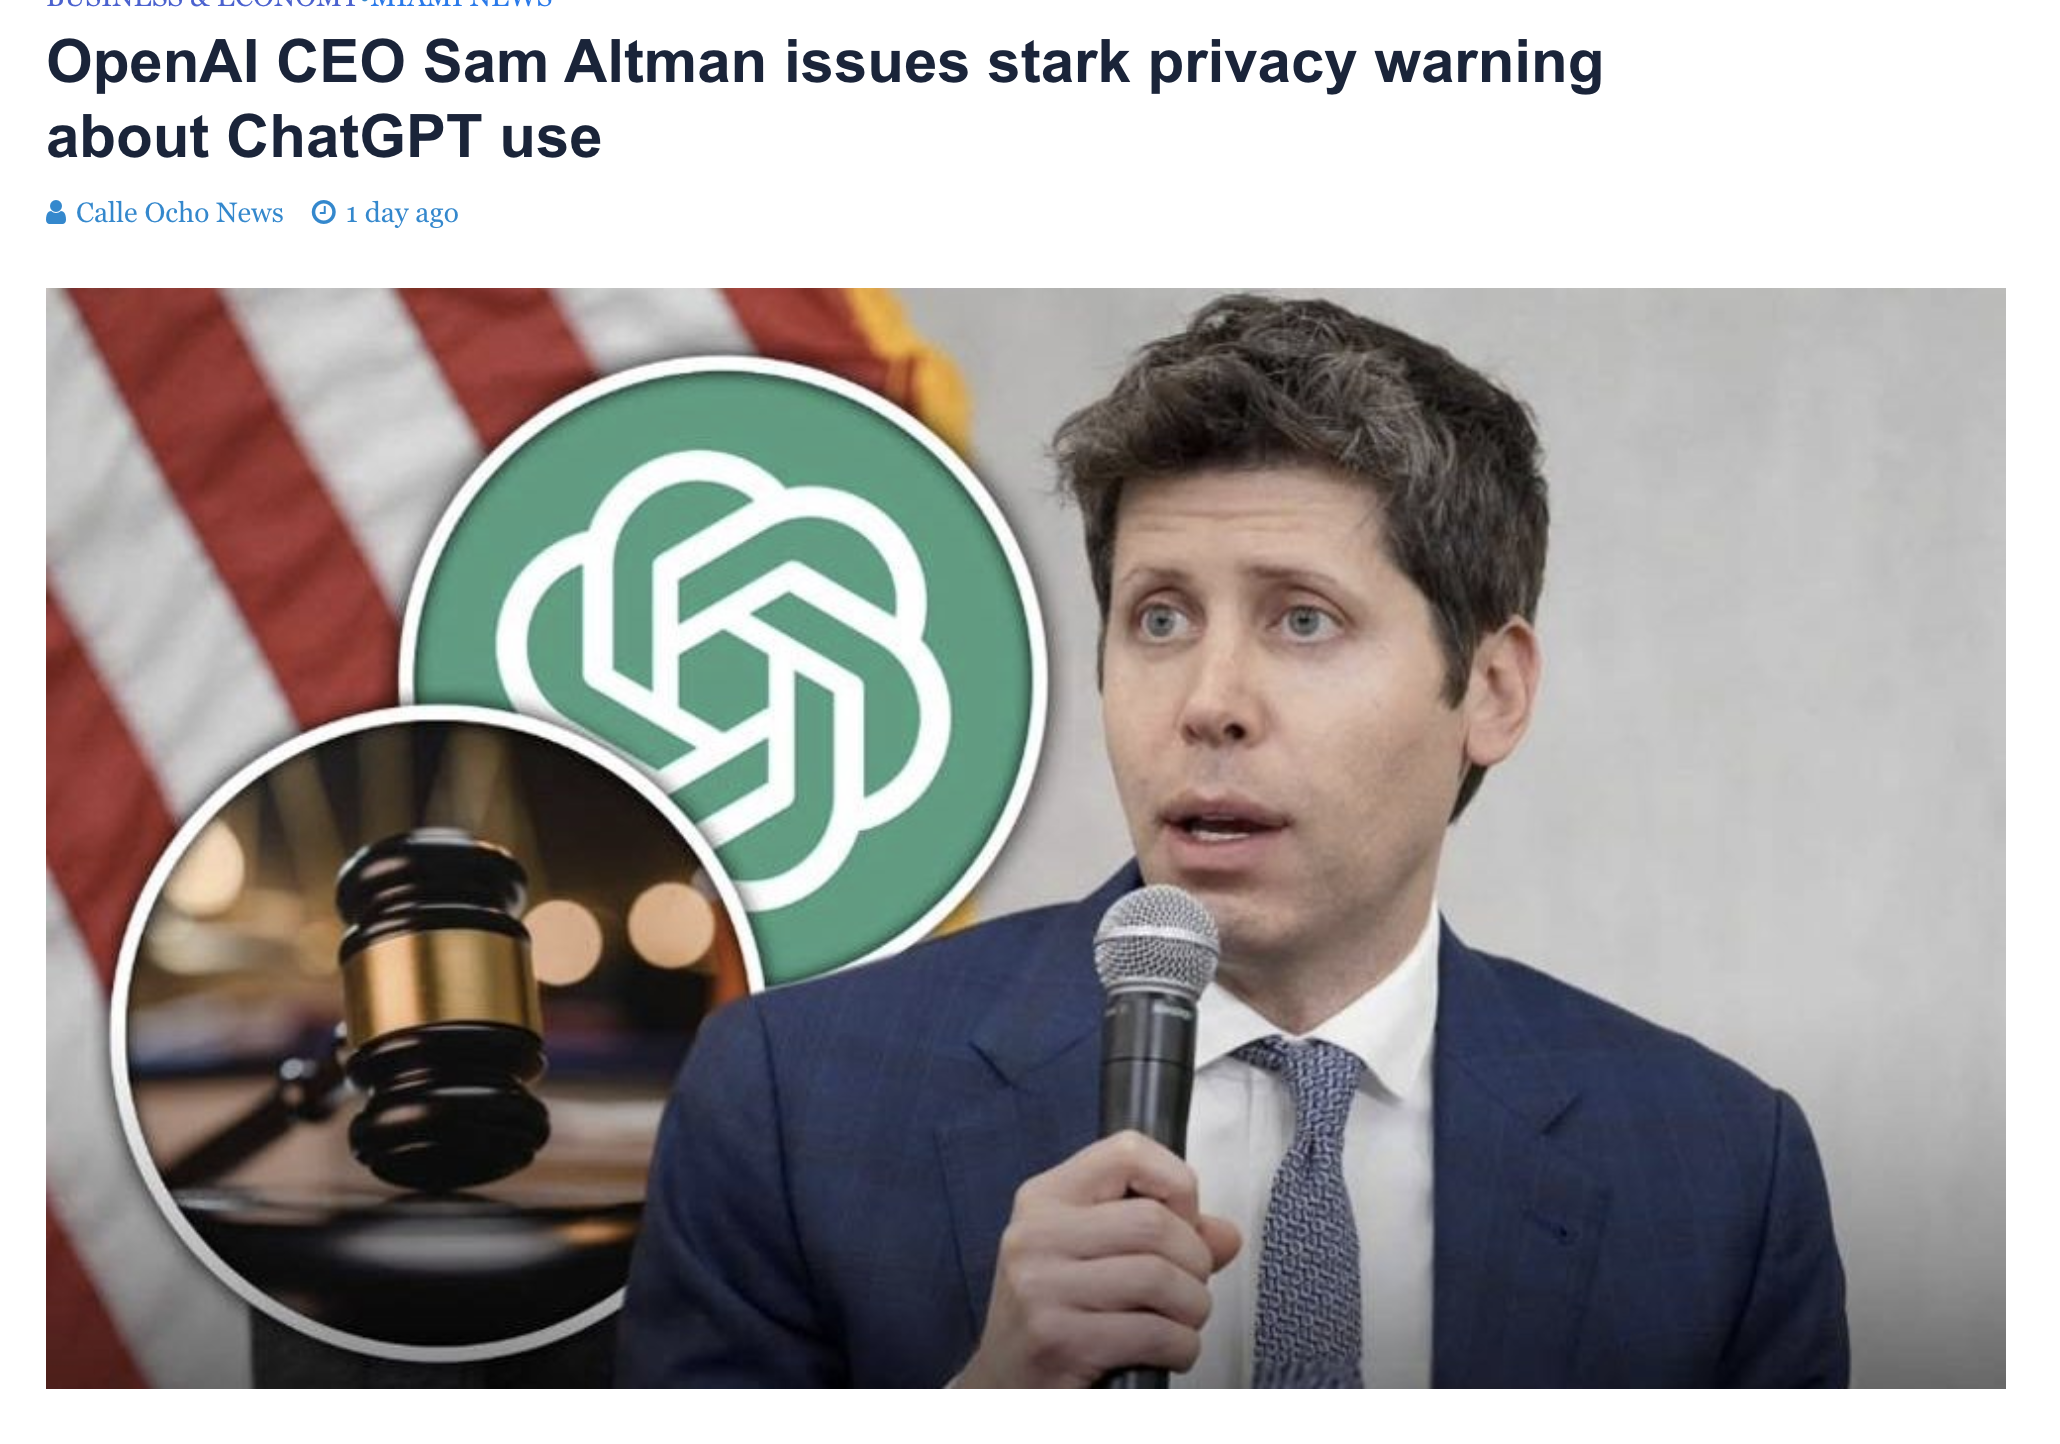 BUSINESS & ECONOMY•MIAMI NEWS
OpenAI CEO Sam Altman issues stark privacy warning
about ChatGPT use
Calle Ocho News 1 day ago